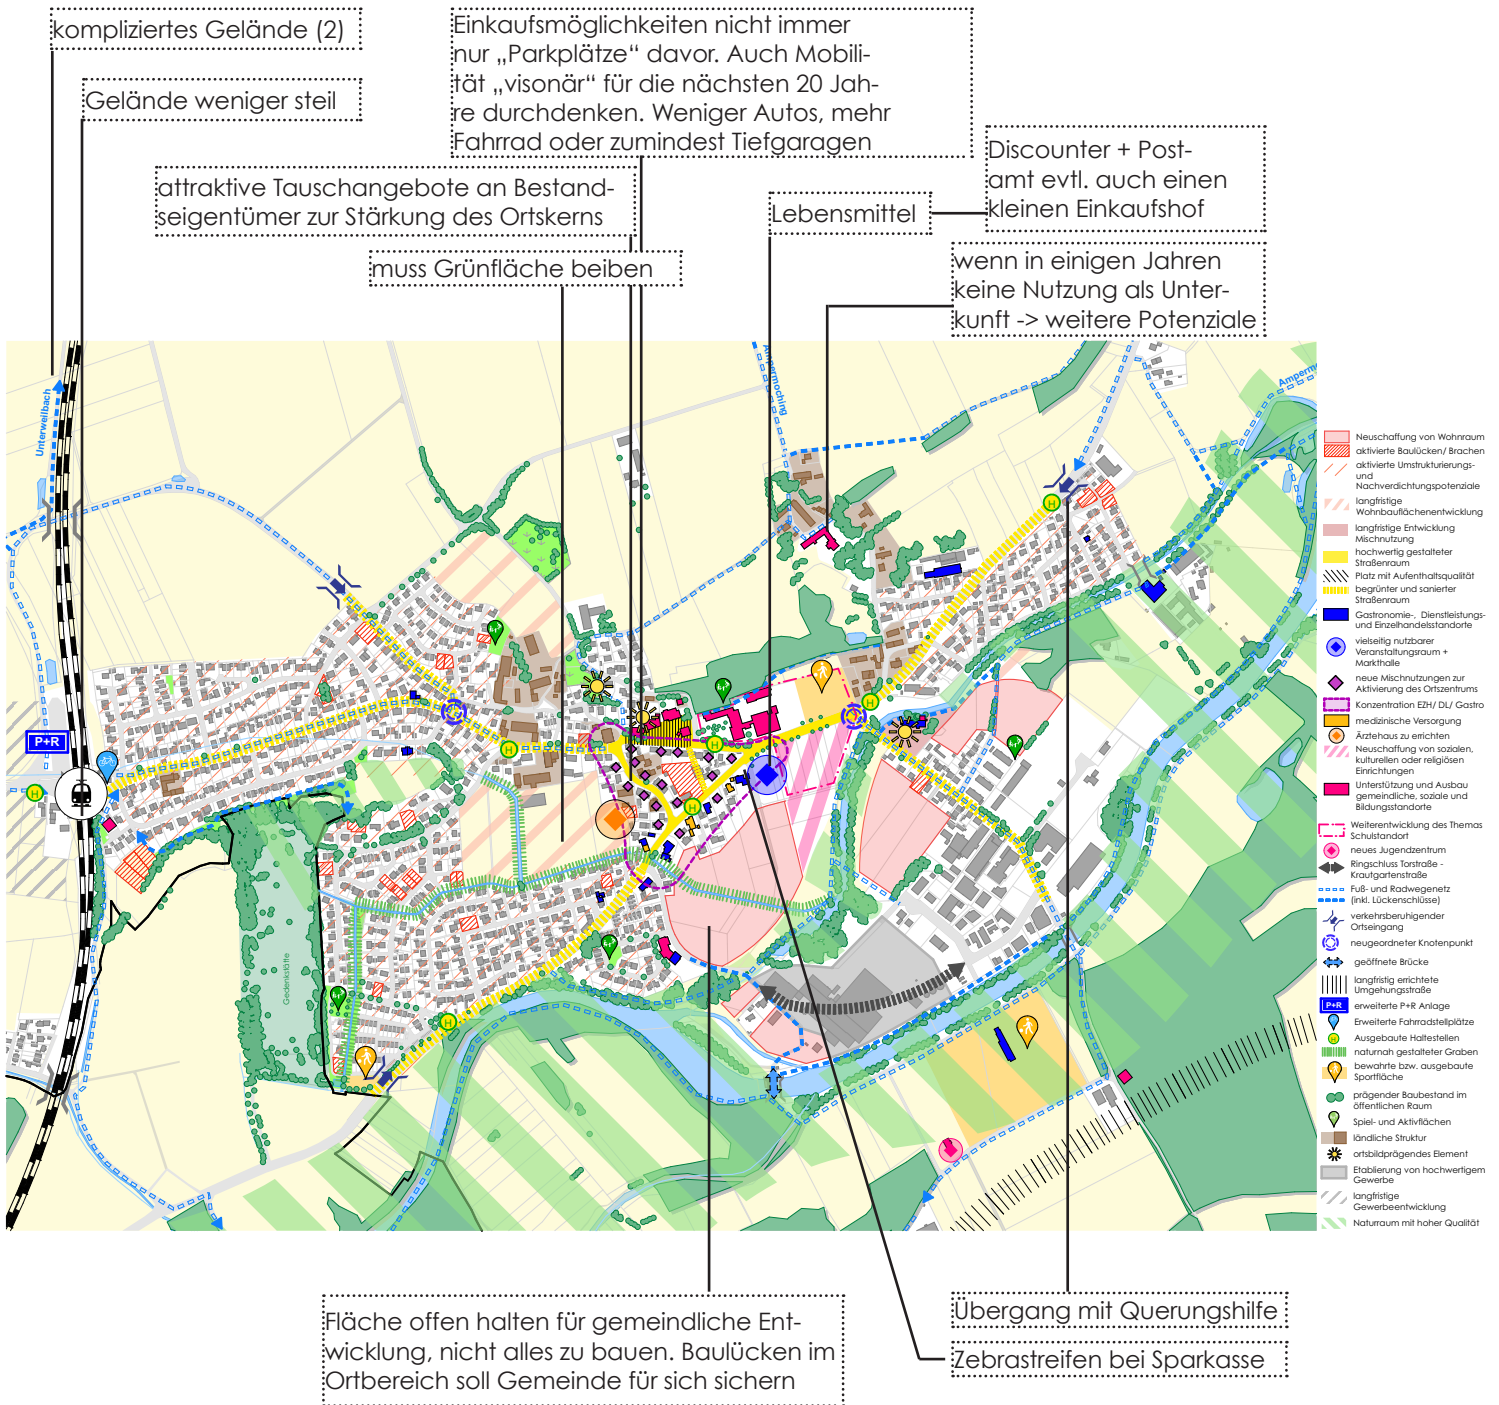 kompliziertes Gelände (2)
Gelände weniger steil
Einkaufsmöglichkeiten nicht immer
nur „Parkplätze“ davor. Auch Mobili-
tät „visonär“ für die nächsten 20 Jah-
re durchdenken. Weniger Autos, mehr
Fahrrad oder zumindest Tiefgaragen
attraktive Tauschangebote an Bestand-
seigentümer zur Stärkung des Ortskerns
muss Grünfläche beiben
Lebensmittel
Discounter + Post-
amt evtl. auch einen
kleinen Einkaufshof
wenn in einigen Jahren
keine Nutzung als Unter-
kunft -> weitere Potenziale
Unterweilbach
Ampermoching
Amperm
P+R
H
H
H
H
H
H
H
H
Gedenkstätte
Neuschaffung von Wohnraum
aktivierte Baulücken/ Brachen
aktivierte Umstrukturierungs-
und
Nachverdichtungspotenziale
langfristige
Wohnbauflächenentwicklung
langfristige Entwicklung
Mischnutzung
hochwertig gestalteter
Straßenraum
Platz mit Aufenthaltsqualität
begrünter und sanierter
Straßenraum
Gastronomie-, Dienstleistungs-
und Einzelhandelsstandorte
vielseitig nutzbarer
Veranstaltungsraum +
Markthalle
neue Mischnutzungen zur
Aktivierung des Ortszentrums
Konzentration EZH/ DL/ Gastro
medizinische Versorgung
Ärztehaus zu errichten
Neuschaffung von sozialen,
kulturellen oder religiösen
Einrichtungen
Unterstützung und Ausbau
gemeindliche, soziale und
Bildungsstandorte
Weiterentwicklung des Themas
Schulstandort
neues Jugendzentrum
Ringschluss Torstraße -
Krautgartenstraße
Fuß- und Radwegenetz
(inkl. Lückenschlüsse)
verkehrsberuhigender
Ortseingang
neugeordneter Knotenpunkt
geöffnete Brücke
langfristig errichtete
Umgehungsstraße
P+R erweiterte P+R Anlage
Erweiterte Fahrradstellplätze
H Ausgebaute Haltestellen
naturnah gestalteter Graben
bewahrte bzw. ausgebaute
Sportfläche
prägender Baubestand im
öffentlichen Raum
Spiel- und Aktivflächen
ländliche Struktur
ortsbildprägendes Element
Etablierung von hochwertigem
Gewerbe
langfristige
Gewerbeentwicklung
Naturraum mit hoher Qualität
Fläche offen halten für gemeindliche Ent-
wicklung, nicht alles zu bauen. Baulücken im
Ortbereich soll Gemeinde für sich sichern
Übergang mit Querungshilfe
Zebrastreifen bei Sparkasse